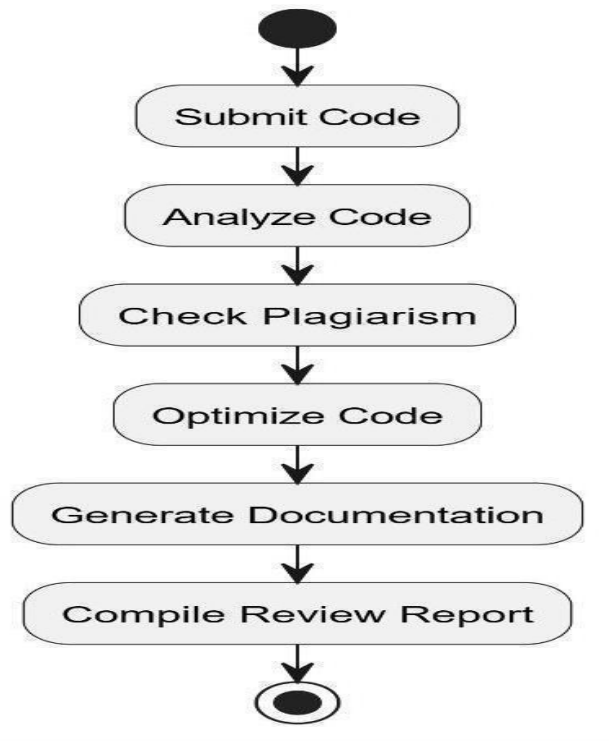 Submit Code
Analyze Code
Check Plagiarism
Optimize Code
Generate Documentation
Compile Review Report